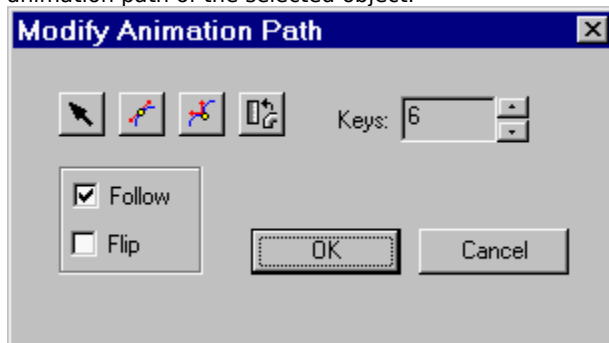 animation path of the selected object.
Modify Animation Path
Keys: 6
Follow
Flip
OK
Cancel